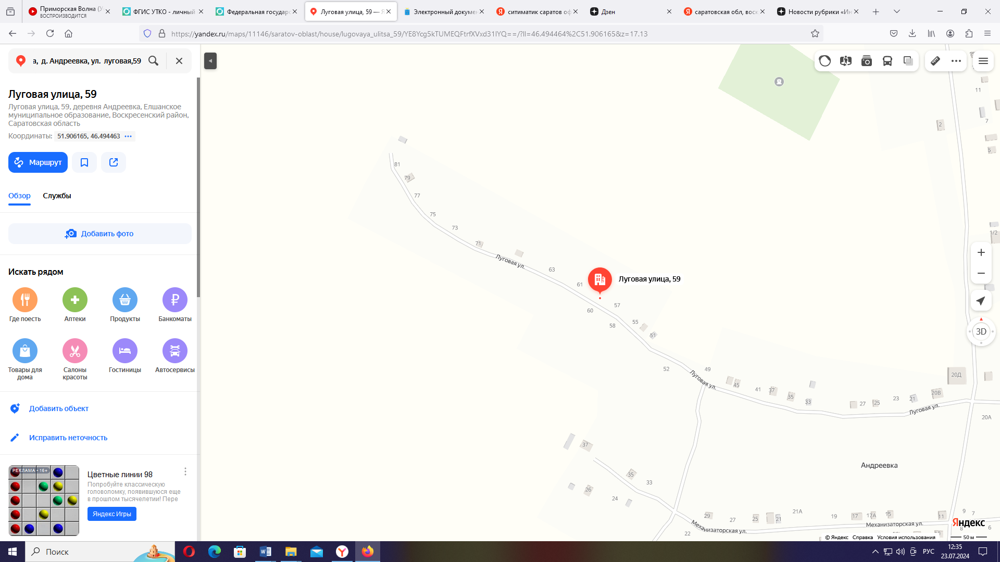 Приморская Волна (У
ВОСПРОИЗВОДИТСЯ
ФГИС УТКО - личный
Федеральная государс
Луговая улица, 59 — Я
Электронный докумен
ситиматик саратов оф
Дзен
саратовская обл, воск
Новости рубрики «Ин
https://yandex.ru/maps/11146/saratov-oblast/house/lugovaya_ulitsa_59/YE8Ycg5kTUMEQFtrfXVxd31lYQ==/?ll=46.494464%2C51.906165&z=17.13
а, д. Андреевка, ул. луговая,59
Луговая улица, 59
Луговая улица, 59, деревня Андреевка, Елшанское
муниципальное образование, Воскресенский район,
Саратовская область
Координаты: 51.906165, 46.494463
Маршрут
Обзор
Службы
Добавить фото
Искать рядом
Где поесть
Аптеки
Продукты
Банкоматы
Товары для
дома
Салоны
красоты
Гостиницы
Автосервисы
Добавить объект
Исправить неточность
РЕКЛАМА • 16+
Цветные линии 98
Попробуйте классическую
головоломку, появившуюся еще
в прошлом тысячелетии! Пере
Яндекс Игры
11
2
7
5
1/2
81
79
77
75
73
71
Луговая ул.
63
61
Луговая улица, 59
60
57
58
55
51
52
49
Луговая ул.
45
41
37
35
33
27
25
23
21
20В
20Д
Луговая ул.
20А
3D
37
35
33
26
24
Андреевка
29
27
25
21
21А
19
17
17А
15
11
9
7
8
6
22
Механизаторская ул.
Механизаторская ул.
Яндекс
© Яндекс Справка Условия использования
50 м
Поиск
РУС
12:35
23.07.2024